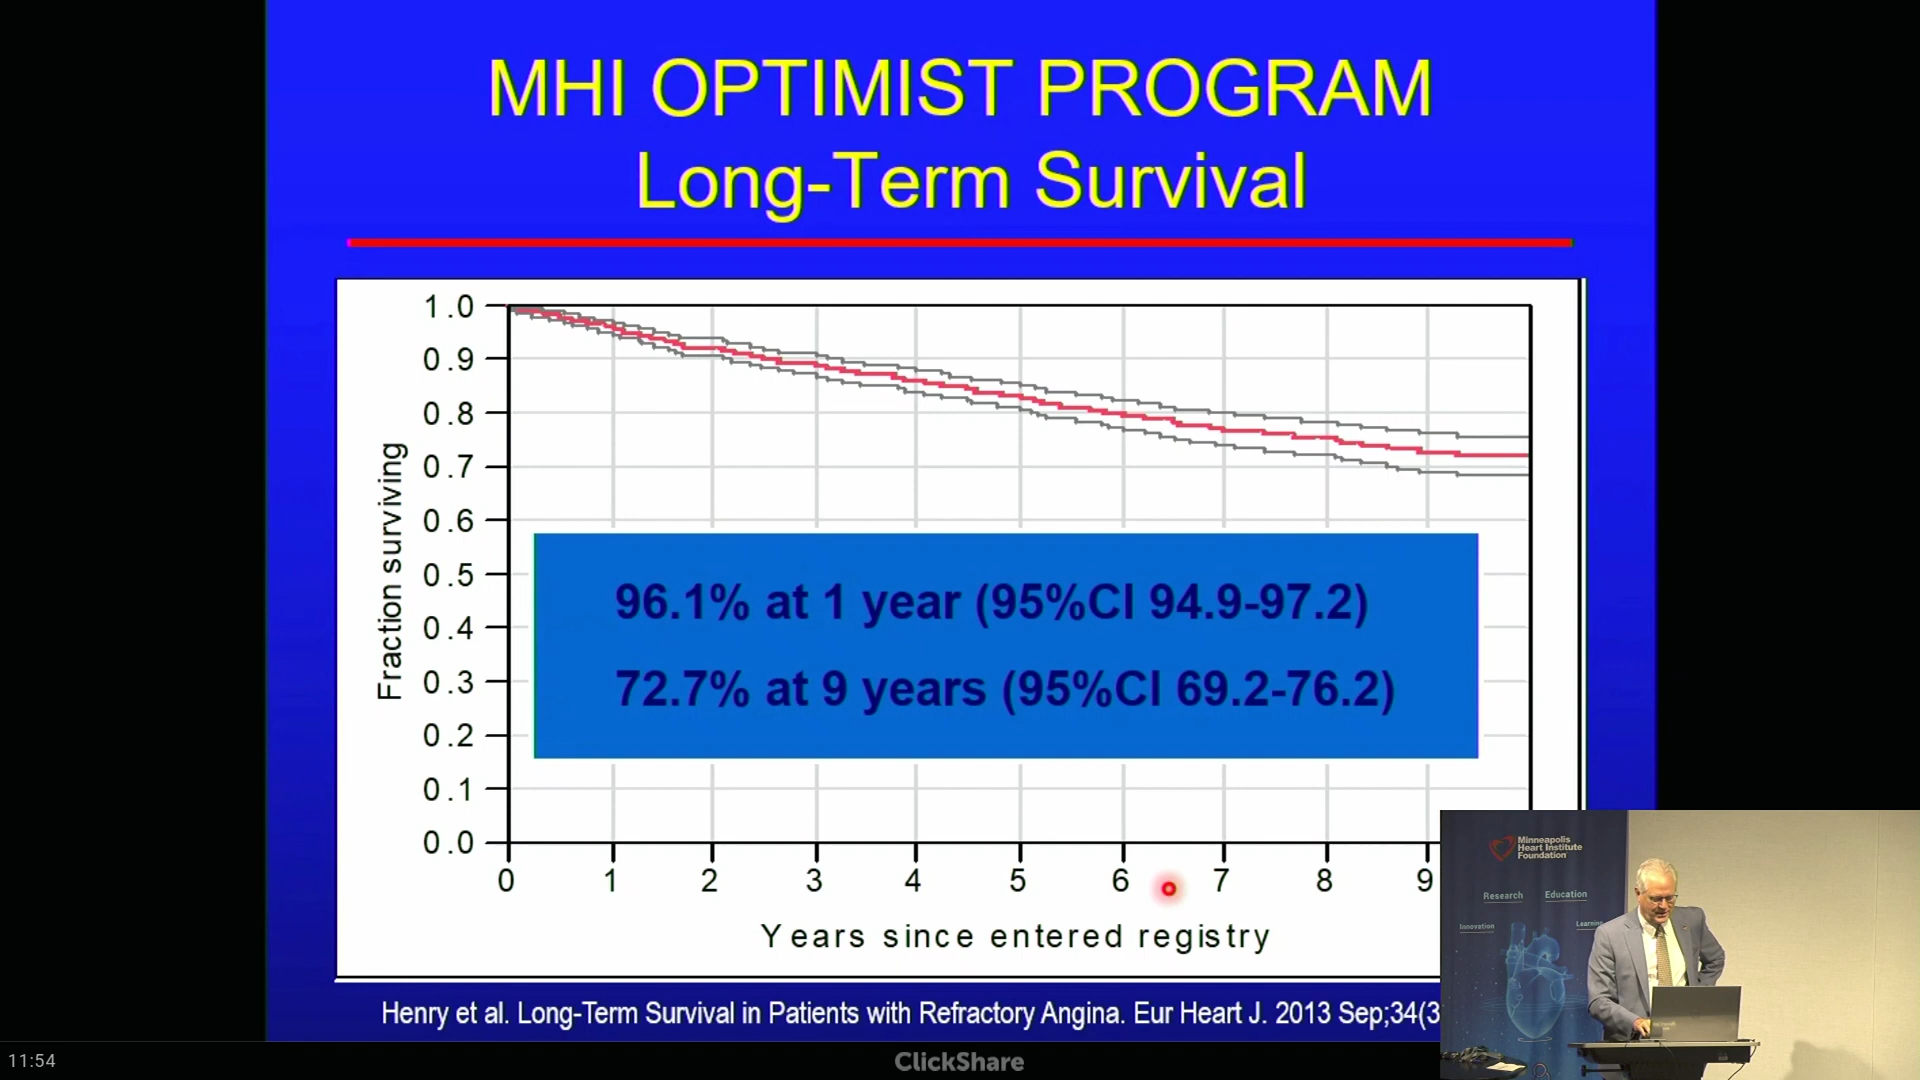 MHI OPTIMIST PROGRAM
Long-Term Survival
1.0
0.9
0.8
0.7
0.6
0.5
0.4
0.3
0.2
0.1
0.0
Fraction surviving
96.1% at 1 year (95%CI 94.9-97.2)
72.7% at 9 years (95%CI 69.2-76.2)
0 1 2 3 4 5 6 7 8 9
Years since entered registry
Henry et al. Long-Term Survival in Patients with Refractory Angina. Eur Heart J. 2013 Sep;34(3
Minneapolis
Heart Institute
Foundation
Research Education
Innovation Learning
11:54
ClickShare